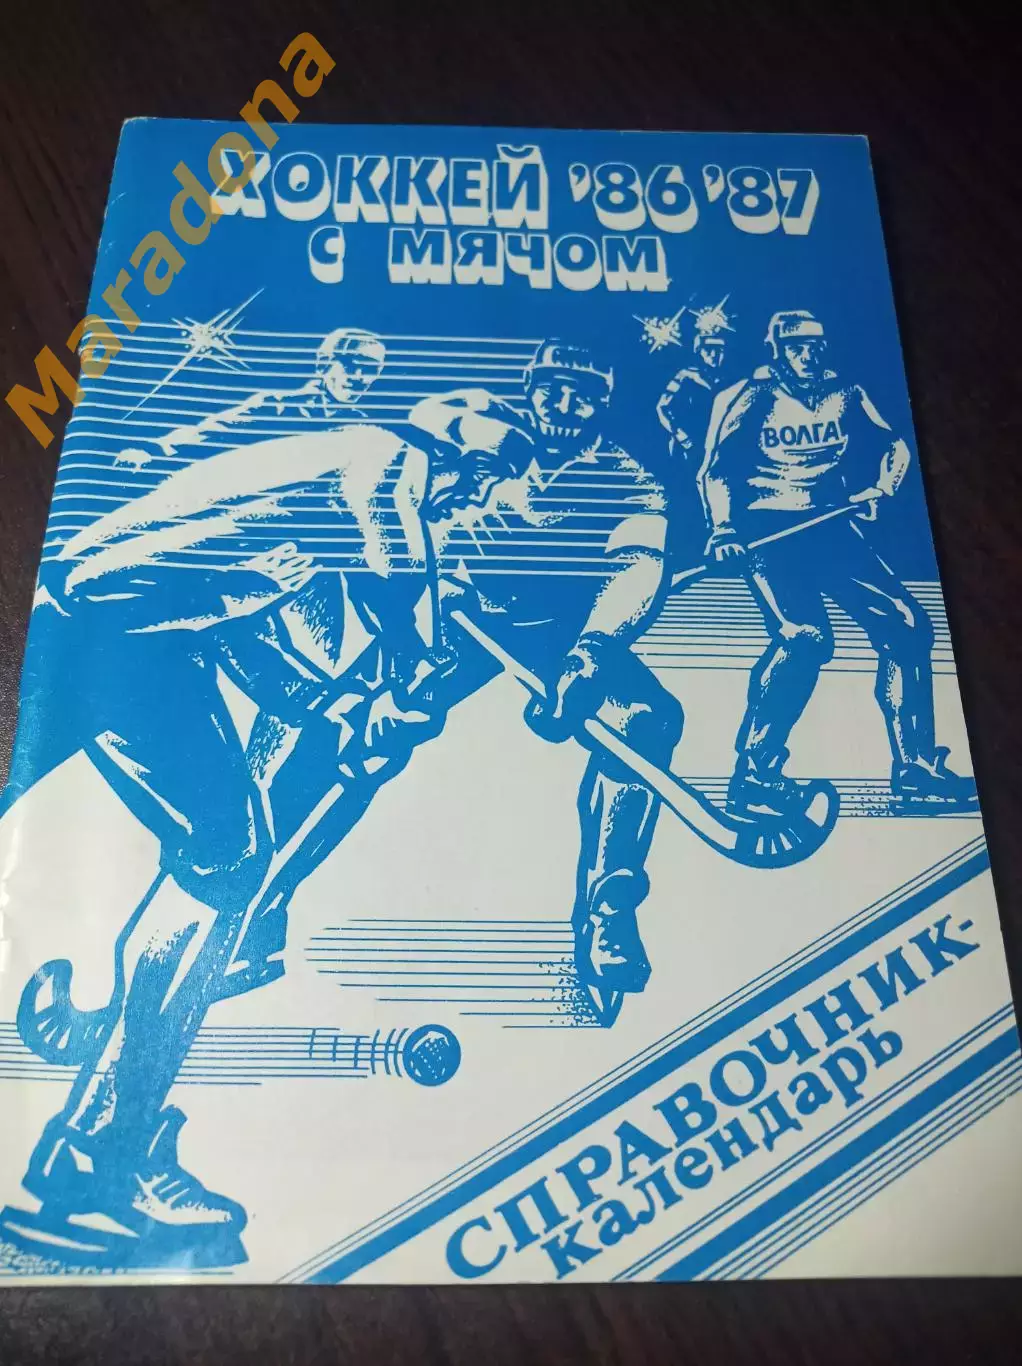 Maradona
ХОККЕЙ '86 '87
С МЯЧОМ
ВОЛГА
СПРАВОЧНИК-
календарь